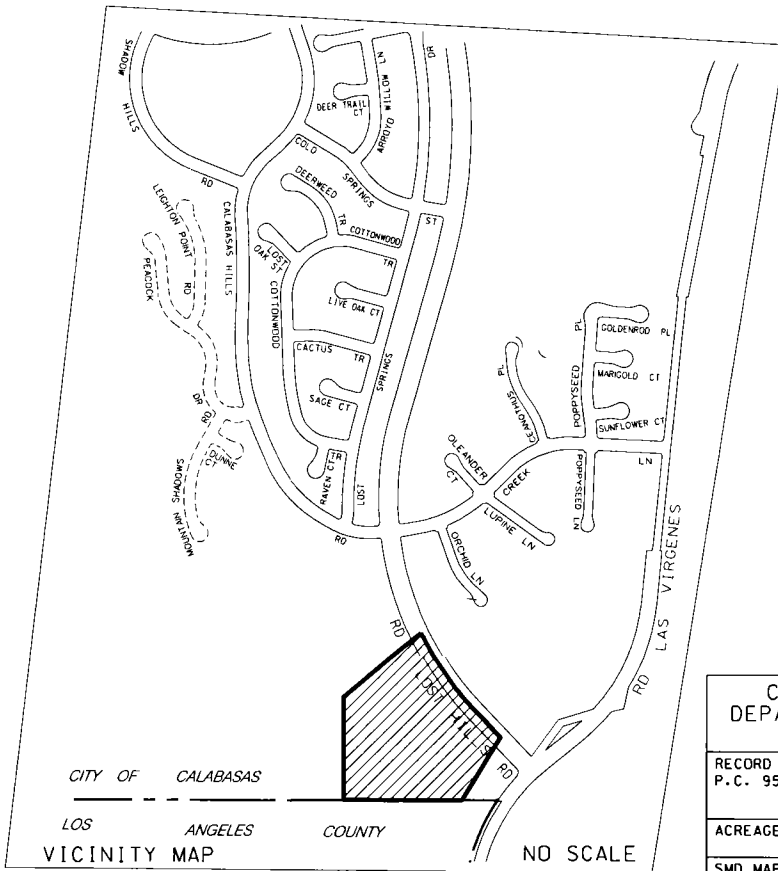 SHADOW
HILLS
RD
DEER TRAIL
CT
ARROYO
WILLOW
LN
DR
COLD
SPRINGS
ST
DEERWEED
TR
COTTONWOOD
TR
LEIGHTON POINT
RD
PEACOCK
CALABASAS
HILLS
RD
LOST
OAK ST
COTTONWOOD
LIVE OAK CT
CACTUS
TR
SAGE CT
RAVEN CT
TR
LOST
SPRINGS
DR
RD
DUNNE
CT
MOUNTAIN SHADOWS
CEANOTHUS PL
POPPYSEED
PL
GOLDENROD PL
MARIGOLD CT
SUNFLOWER CT
OLEANDER
CT
CREEK
LN
LUPINE LN
POPPYSEED LN
ORCHID LN
LAS VIRGENES
RD
RD
LOST HILLS RD
CITY OF CALABASAS
LOS ANGELES COUNTY
VICINITY MAP
NO SCALE
C
DEPA
RECORD
P.C. 95
ACREAGE
SMD MAP